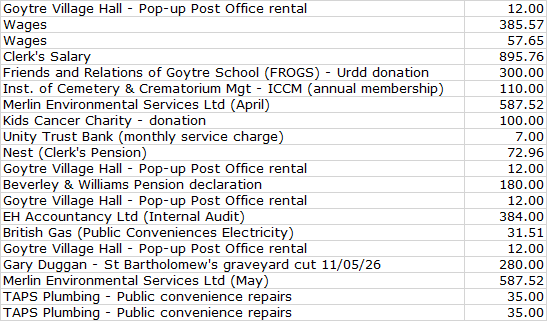 Goytre Village Hall - Pop-up Post Office rental 12.00
Wages 385.57
Wages 57.65
Clerk's Salary 895.76
Friends and Relations of Goytre School (FROGS) - Urdd donation 300.00
Inst. of Cemetery & Crematorium Mgt - ICCM (annual membership) 110.00
Merlin Environmental Services Ltd (April) 587.52
Kids Cancer Charity - donation 100.00
Unity Trust Bank (monthly service charge) 7.00
Nest (Clerk's Pension) 72.96
Goytre Village Hall - Pop-up Post Office rental 12.00
Beverley & Williams Pension declaration 180.00
Goytre Village Hall - Pop-up Post Office rental 12.00
EH Accountancy Ltd (Internal Audit) 384.00
British Gas (Public Conveniences Electricity) 31.51
Goytre Village Hall - Pop-up Post Office rental 12.00
Gary Duggan - St Bartholomew's graveyard cut 11/05/26 280.00
Merlin Environmental Services Ltd (May) 587.52
TAPS Plumbing - Public convenience repairs 35.00
TAPS Plumbing - Public convenience repairs 35.00